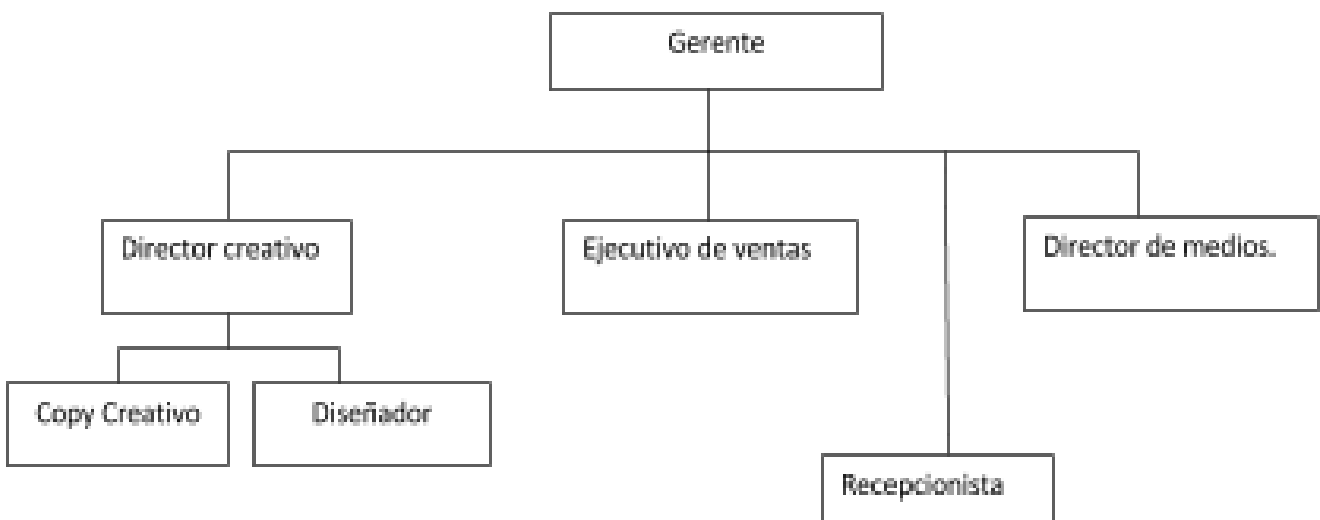 Gerente
Director creativo
Ejecutivo de ventas
Director de medios.
Copy Creativo
Diseñador
Recepcionista